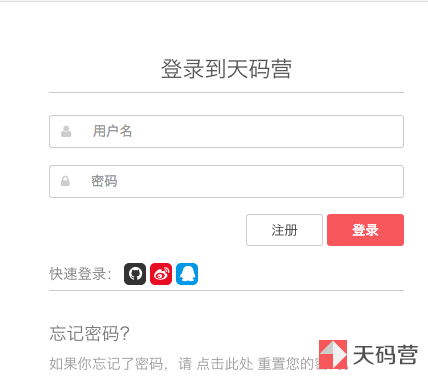 登录到天码营
用户名
密码
注册 登录
快速登录：
忘记密码?
如果你忘记了密码，请 点击此处 重置您的
天码营